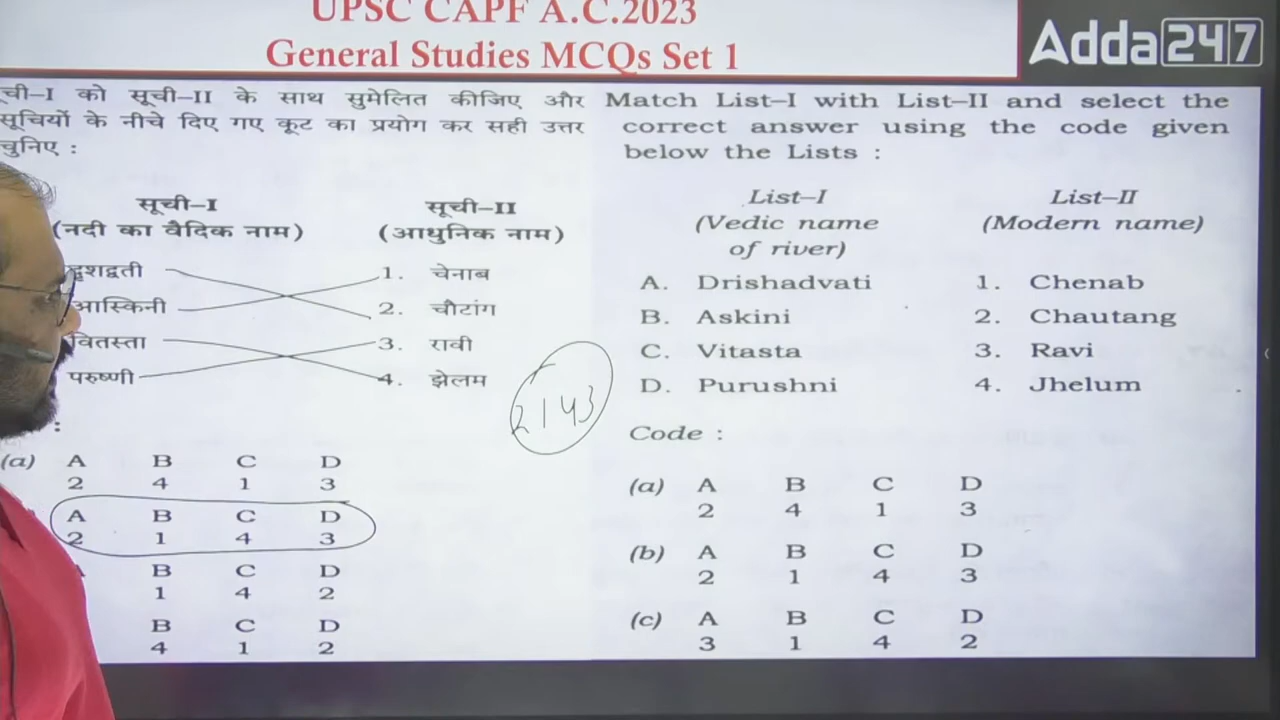 UPSC CAPF A.C.2023
General Studies MCQs Set 1
Adda247
ची–I को सूची–II के साथ सुमेलित कीजिए और
सूचियों के नीचे दिए गए कूट का प्रयोग कर सही उत्तर
चुनिए :
सूची–I
(नदी का वैदिक नाम)
सूची–II
(आधुनिक नाम)
दृशद्वती
1. चेनाब
आस्किनी
2. चौटांग
वितस्ता
3. रावी
परुष्णी
4. झेलम
2143
:
(a) A B C D
2 4 1 3
A B C D
2 1 4 3
B C D
1 4 2
B C D
4 1 2
Match List–I with List–II and select the
correct answer using the code given
below the Lists :
List–I
(Vedic name
of river)
List–II
(Modern name)
A. Drishadvati 1. Chenab
B. Askini 2. Chautang
C. Vitasta 3. Ravi
D. Purushni 4. Jhelum
Code :
(a) A B C D
2 4 1 3
(b) A B C D
2 1 4 3
(c) A B C D
3 1 4 2